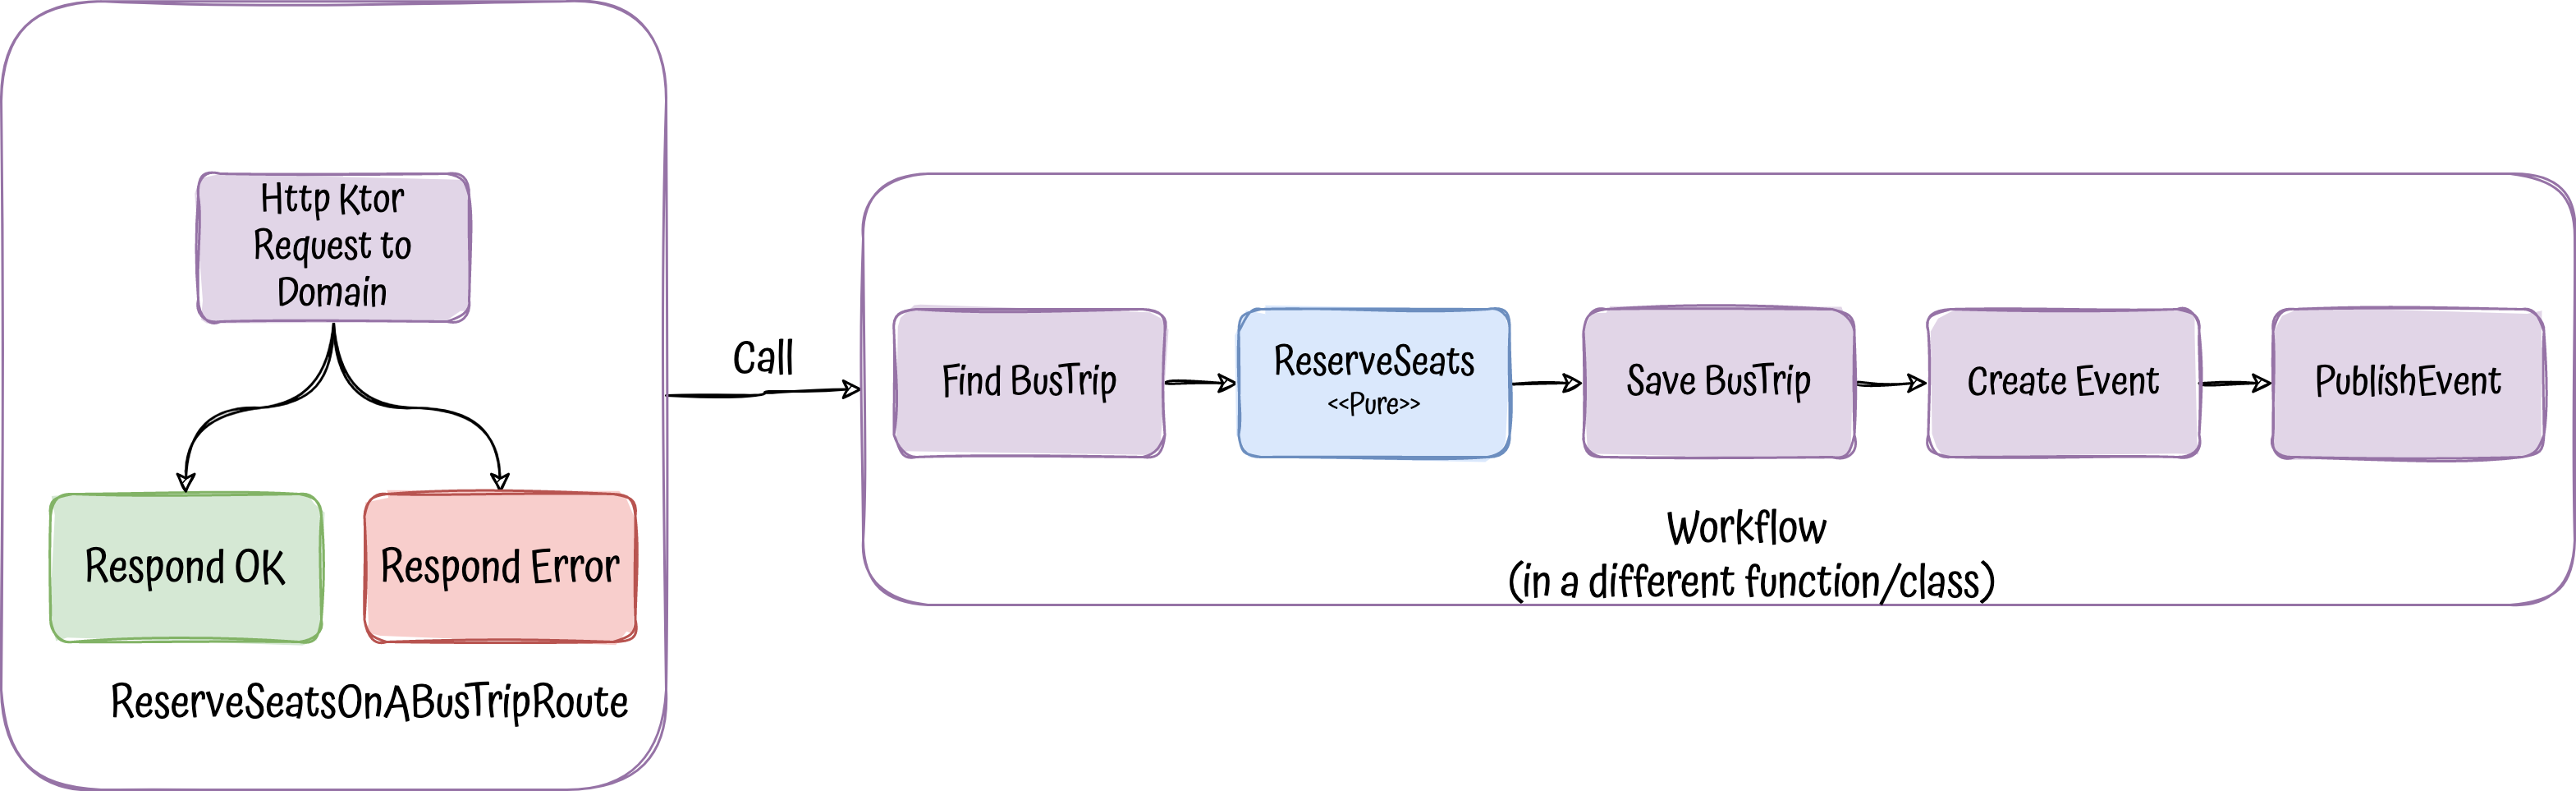 Http Ktor
Request to
Domain
Respond OK
Respond Error
ReserveSeatsOnABusTripRoute
Call
Find BusTrip
ReserveSeats
<<Pure>>
Save BusTrip
Create Event
PublishEvent
Workflow
(in a different function/class)